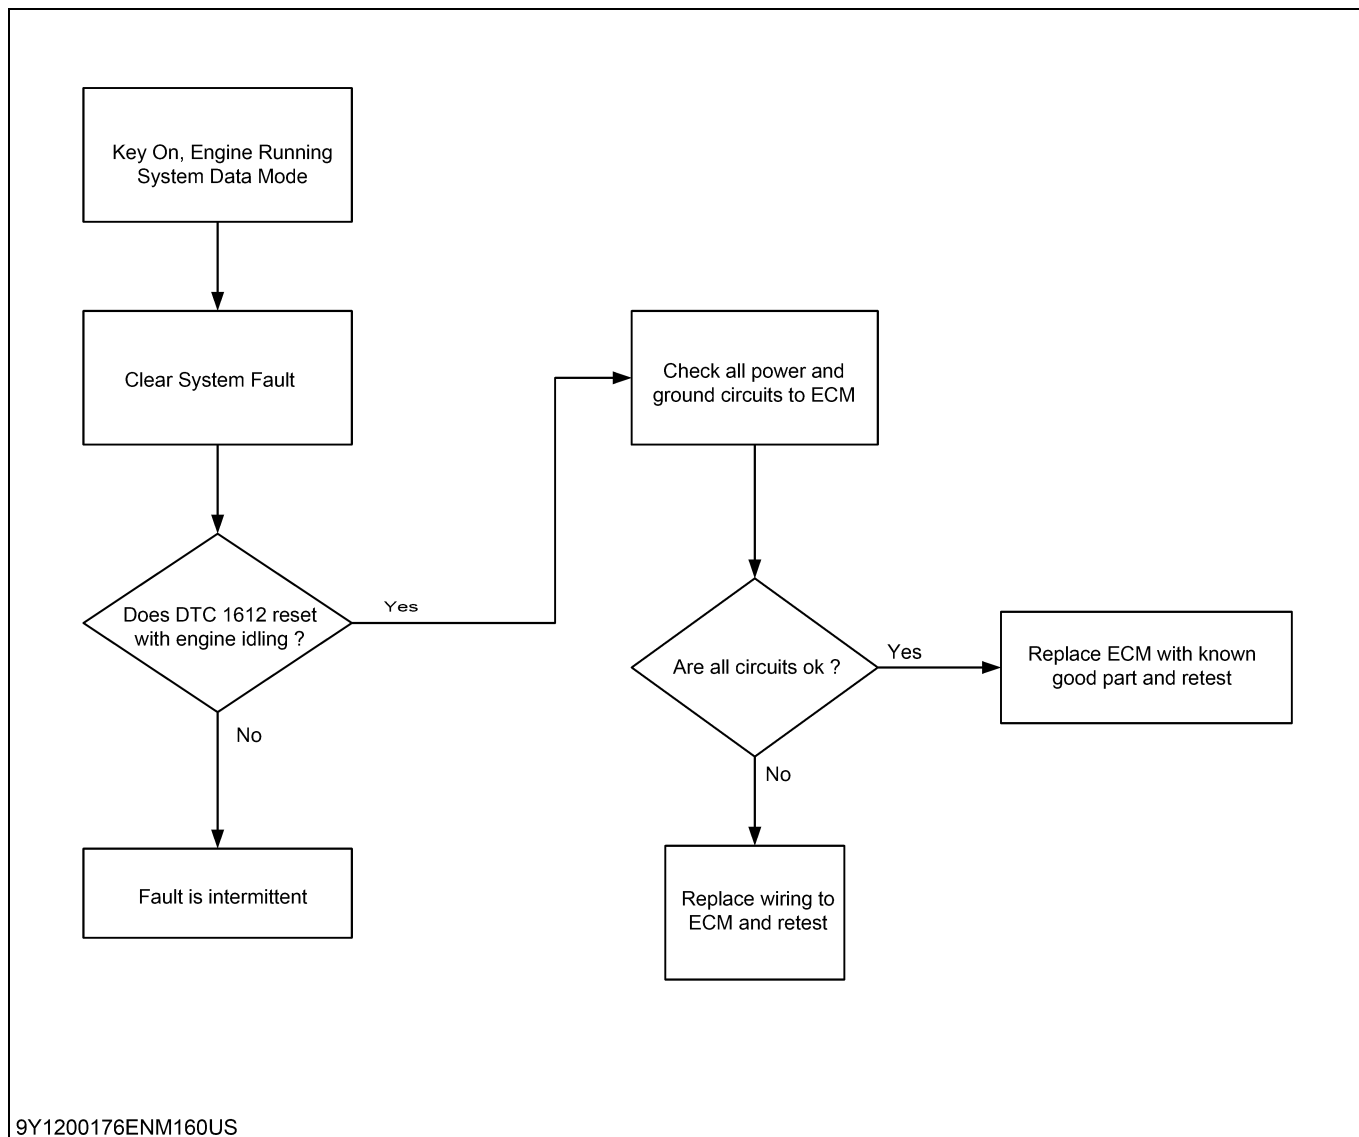 Key On, Engine Running
System Data Mode
Clear System Fault
Does DTC 1612 reset
with engine idling ?
Yes
No
Fault is intermittent
Check all power and
ground circuits to ECM
Are all circuits ok ?
Yes
No
Replace ECM with known
good part and retest
Replace wiring to
ECM and retest
9Y1200176ENM160US